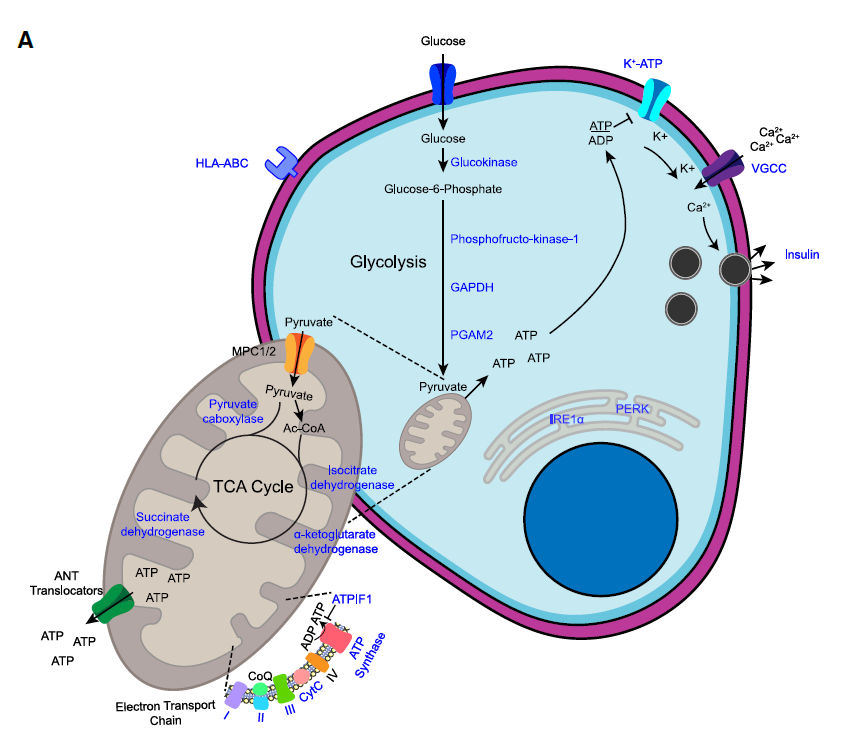 A
Glucose
K⁺-ATP
Glucose
ATP
ADP
K+
Ca²⁺
Ca²⁺
Ca²⁺
HLA-ABC
Glucokinase
K+
VGCC
Glucose-6-Phosphate
Ca²⁺
Phosphofructo-kinase-1
Glycolysis
Insulin
GAPDH
Pyruvate
PGAM2
ATP
ATP
ATP
MPC1/2
Pyruvate
Pyruvate
Pyruvate
caboxylase
Ac-CoA
IRE1α
PERK
TCA Cycle
Isocitrate
dehydrogenase
Succinate
dehydrogenase
α-ketoglutarate
dehydrogenase
ANT
Translocators
ATP
ATP
ATP
ATP
ATP
ATP
ATPIF1
ADP
ATP
ATP
Synthase
CoQ
CytC
IV
Electron Transport
Chain
I
II
III